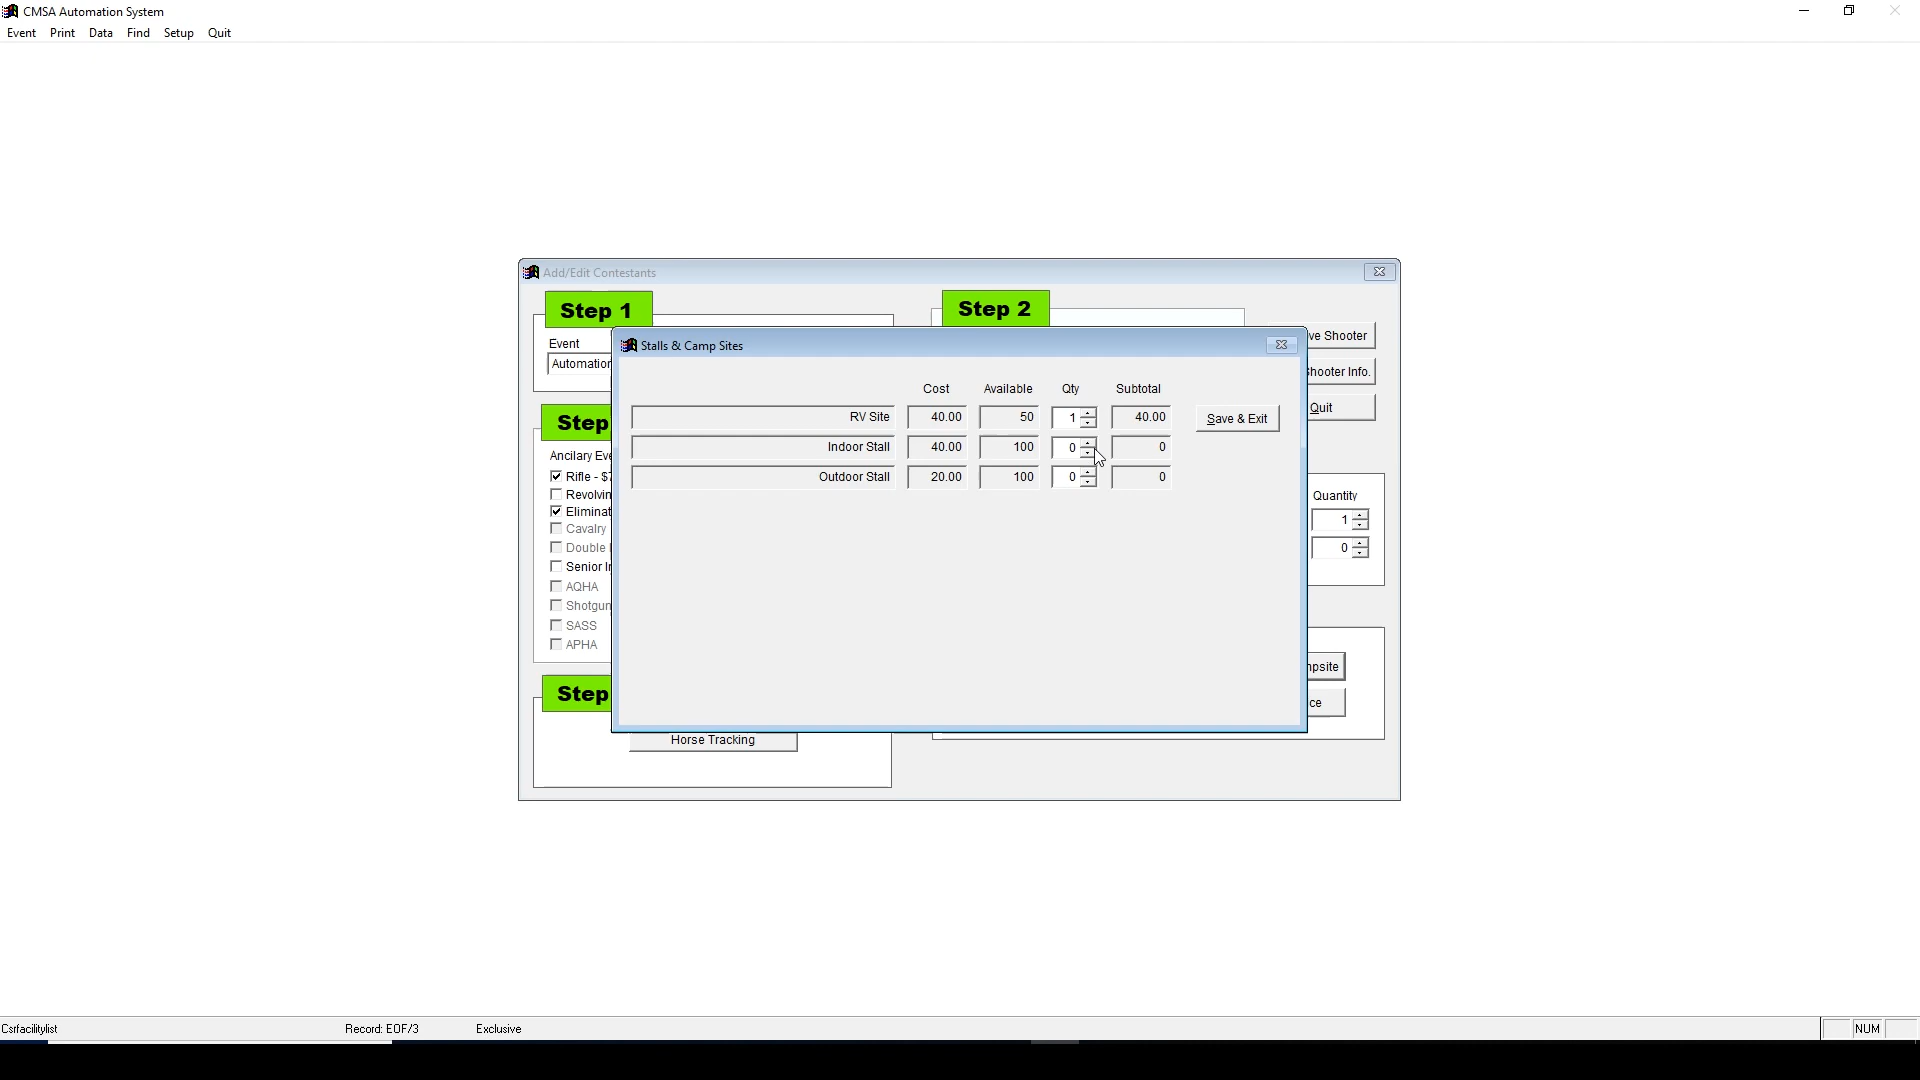 CMSA Automation System
Event Print Data Find Setup Quit
Add/Edit Contestants
Step 1
Step 2
Event
Automation
Stalls & Camp Sites
ve Shooter
hooter Info.
Quit
Cost Available Qty Subtotal
RV Site 40.00 50 1 40.00 Save & Exit
Indoor Stall 40.00 100 0 0
Outdoor Stall 20.00 100 0 0
Step
Ancilary Eve
Rifle - $7
Revolvin
Eliminat
Cavalry
Double
Senior
AQHA
Shotgun
SASS
APHA
Quantity
1
0
Step
Horse Tracking
mpsite
ce
Csrfacilitylist Record: EOF/3 Exclusive NUM